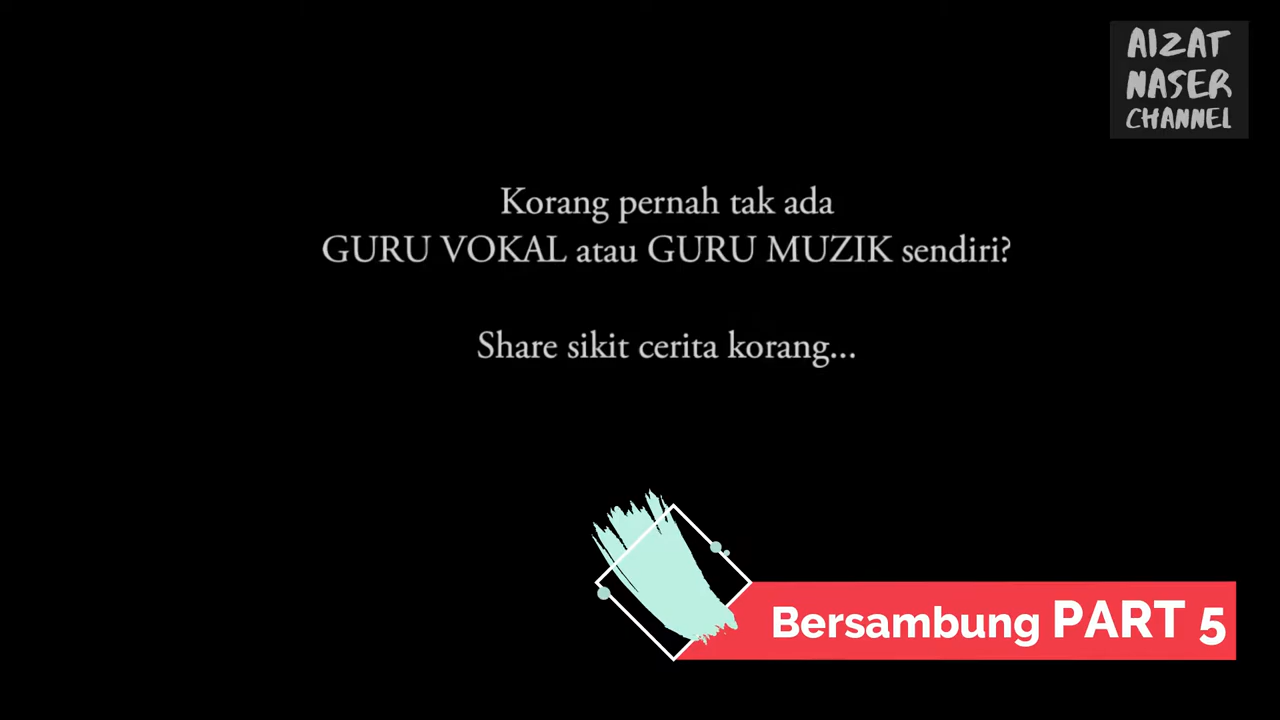 AIZAT
NASER
CHANNEL
Korang pernah tak ada
GURU VOKAL atau GURU MUZIK sendiri?
Share sikit cerita korang...
Bersambung PART 5